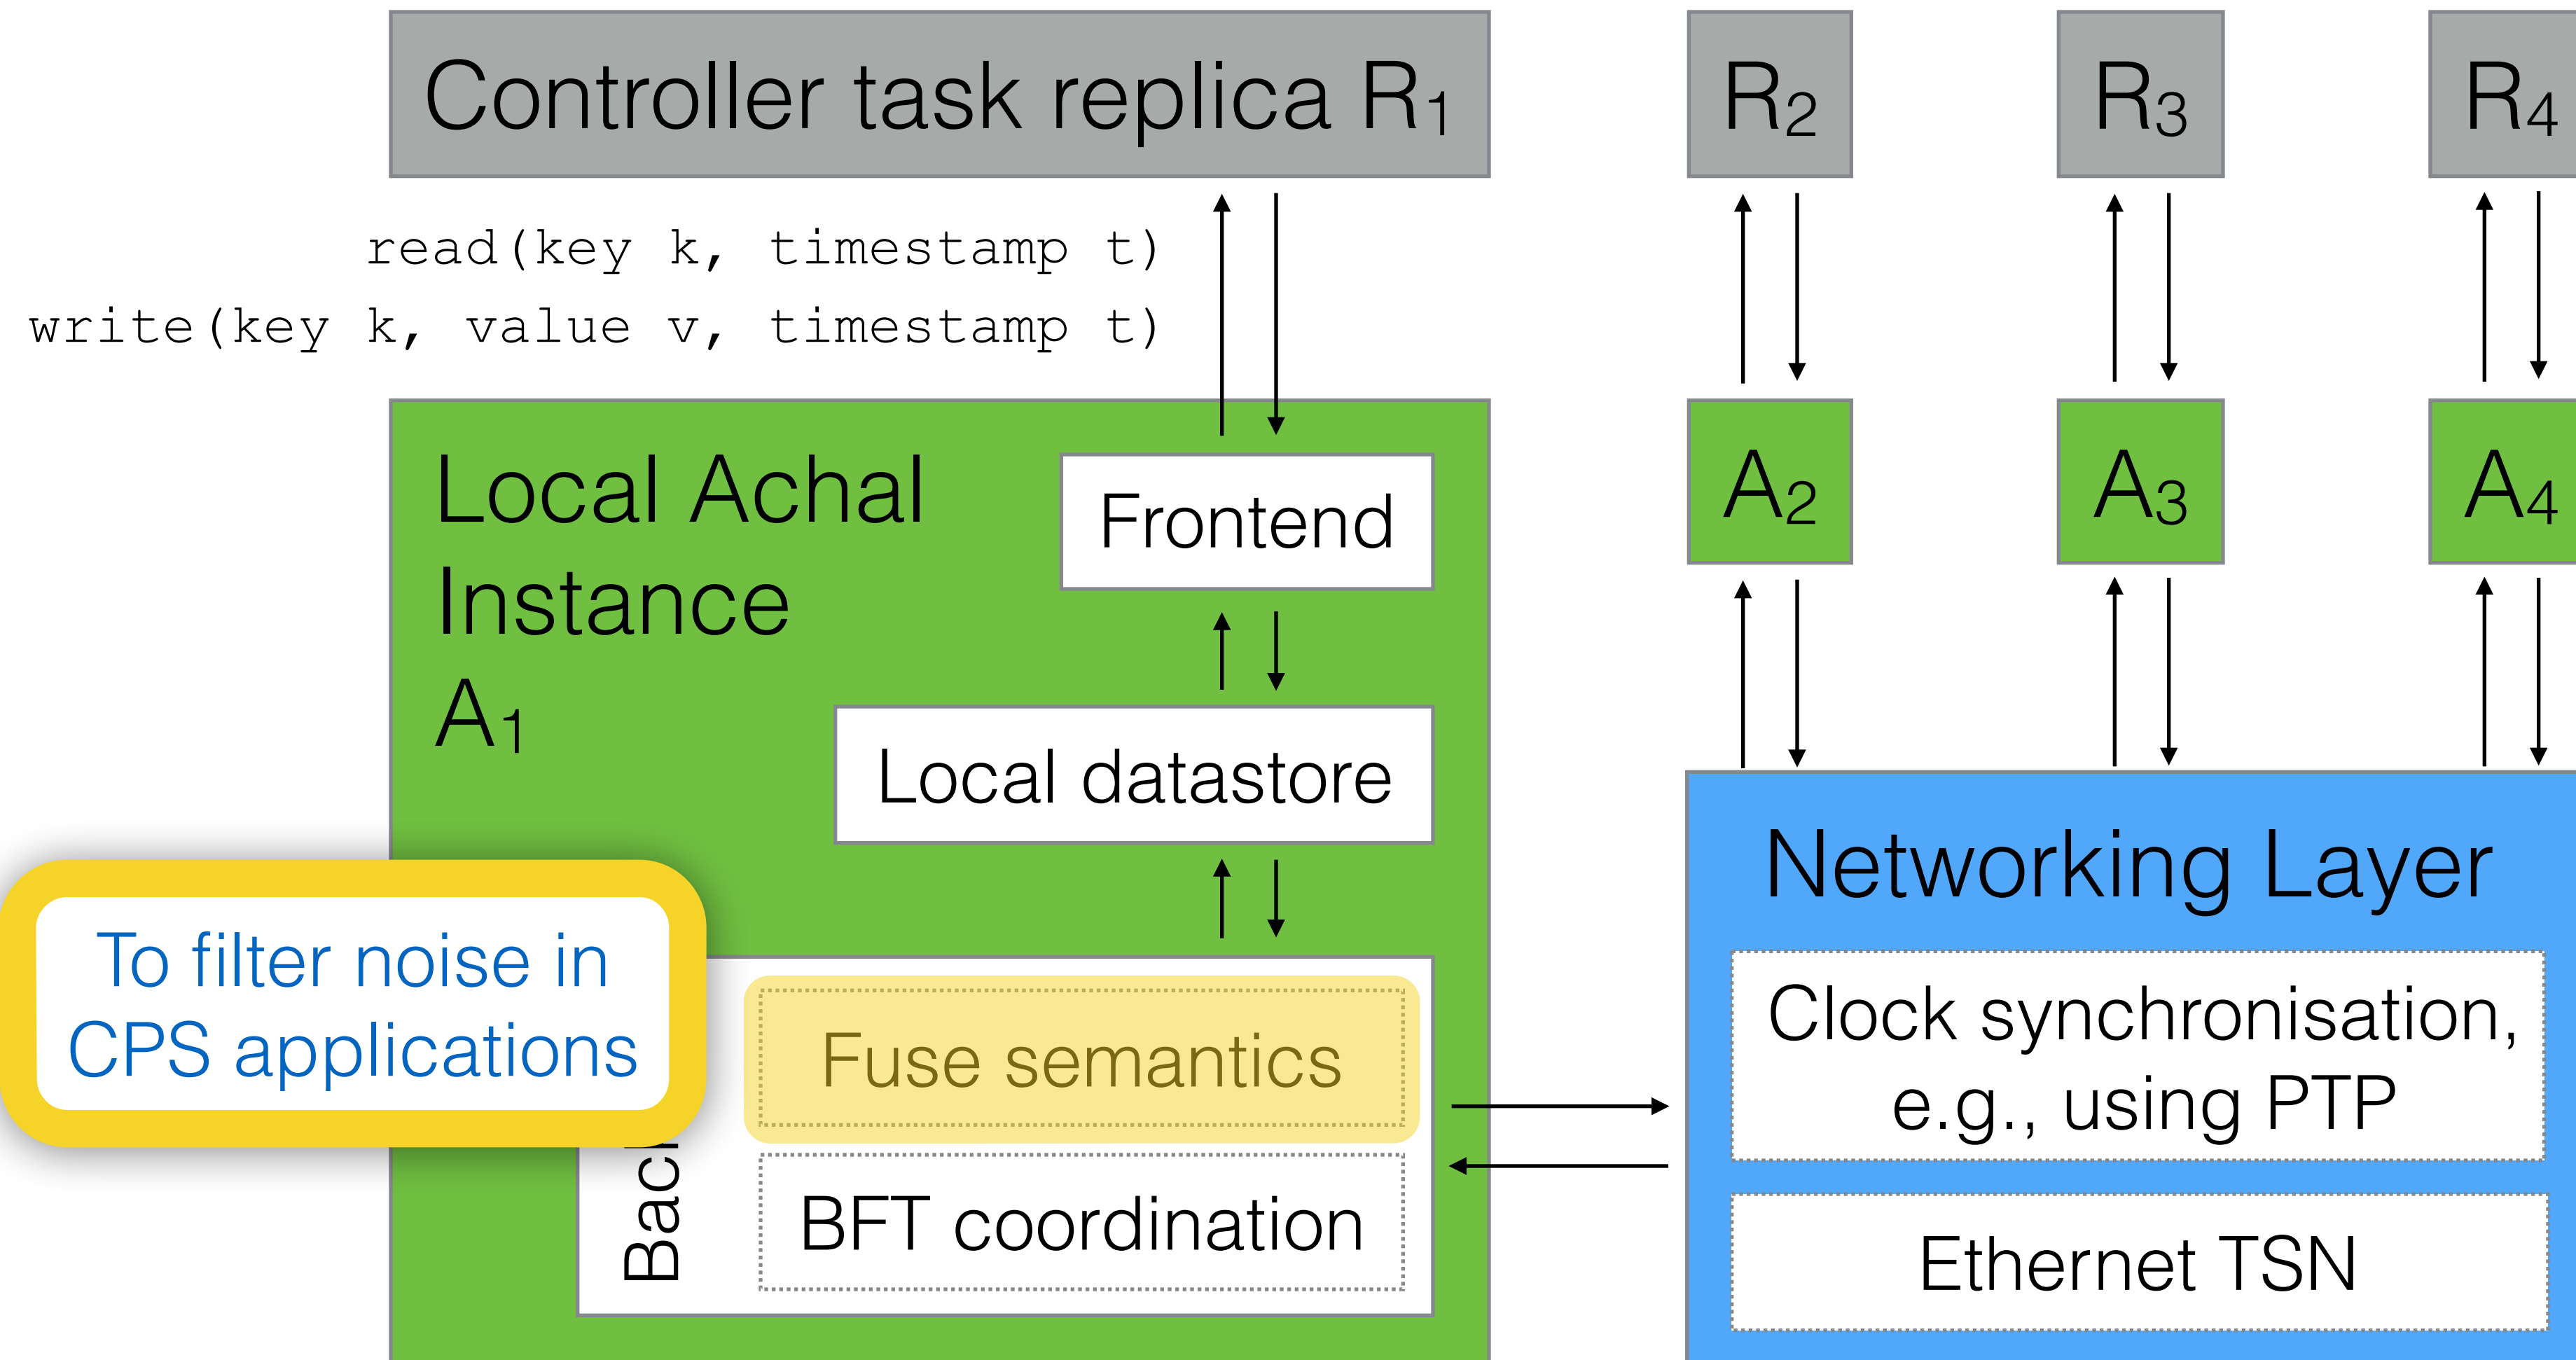 Controller task replica R1
R2
R3
R4
read(key k, timestamp t)
write(key k, value v, timestamp t)
Local Achal
Instance
A1
Frontend
Local datastore
A2
A3
A4
To filter noise in
CPS applications
Fuse semantics
BFT coordination
Networking Layer
Clock synchronisation,
e.g., using PTP
Ethernet TSN